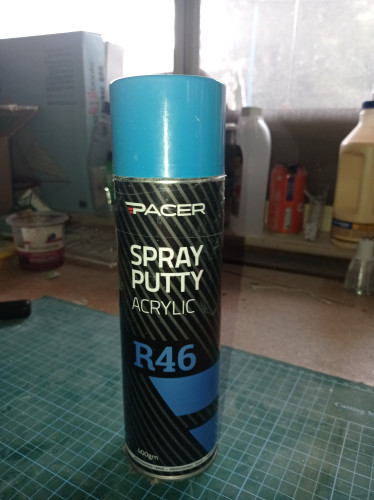 PACER
SPRAY
PUTTY
ACRYLIC
R46
400gm